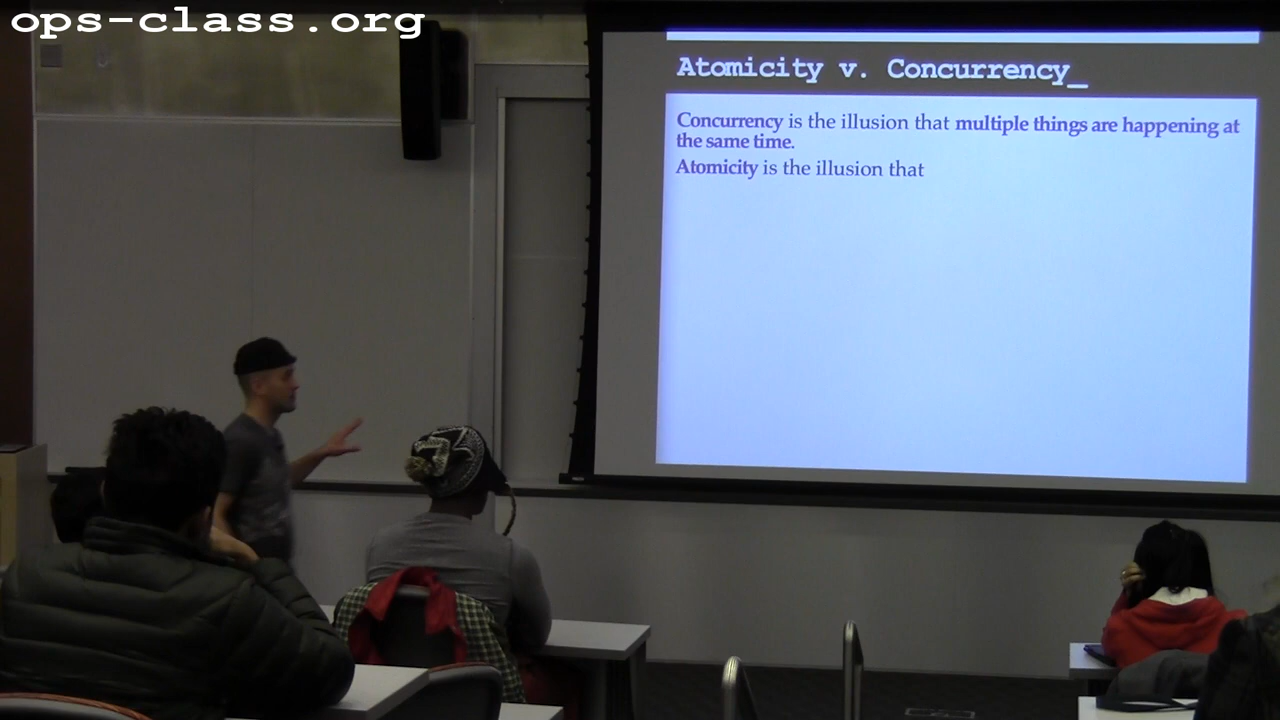 ops-class.org
Atomicity v. Concurrency_
Concurrency is the illusion that multiple things are happening at
the same time.
Atomicity is the illusion that